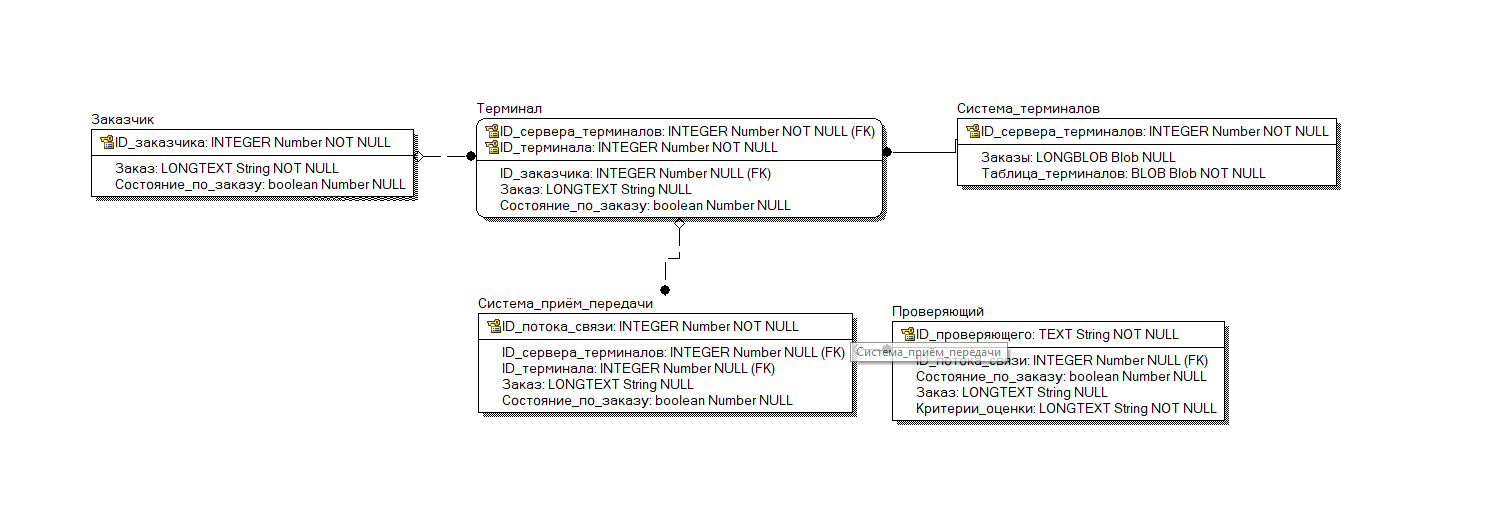 Заказчик
ID_заказчика: INTEGER Number NOT NULL
Заказ: LONGTEXT String NOT NULL
Состояние_по_заказу: boolean Number NULL
Терминал
ID_сервера_терминалов: INTEGER Number NOT NULL (FK)
ID_терминала: INTEGER Number NOT NULL
ID_заказчика: INTEGER Number NULL (FK)
Заказ: LONGTEXT String NULL
Состояние_по_заказу: boolean Number NULL
Система_терминалов
ID_сервера_терминалов: INTEGER Number NOT NULL
Заказы: LONGBLOB Blob NULL
Таблица_терминалов: BLOB Blob NOT NULL
Система_приём_передачи
ID_потока_связи: INTEGER Number NOT NULL
ID_сервера_терминалов: INTEGER Number NULL (FK)
ID_терминала: INTEGER Number NULL (FK)
Заказ: LONGTEXT String NULL
Состояние_по_заказу: boolean Number NULL
Система_приём_передачи
Проверяющий
ID_проверяющего: TEXT String NOT NULL
ID_потока_связи: INTEGER Number NULL (FK)
Состояние_по_заказу: boolean Number NULL
Заказ: LONGTEXT String NULL
Критерии_оценки: LONGTEXT String NOT NULL